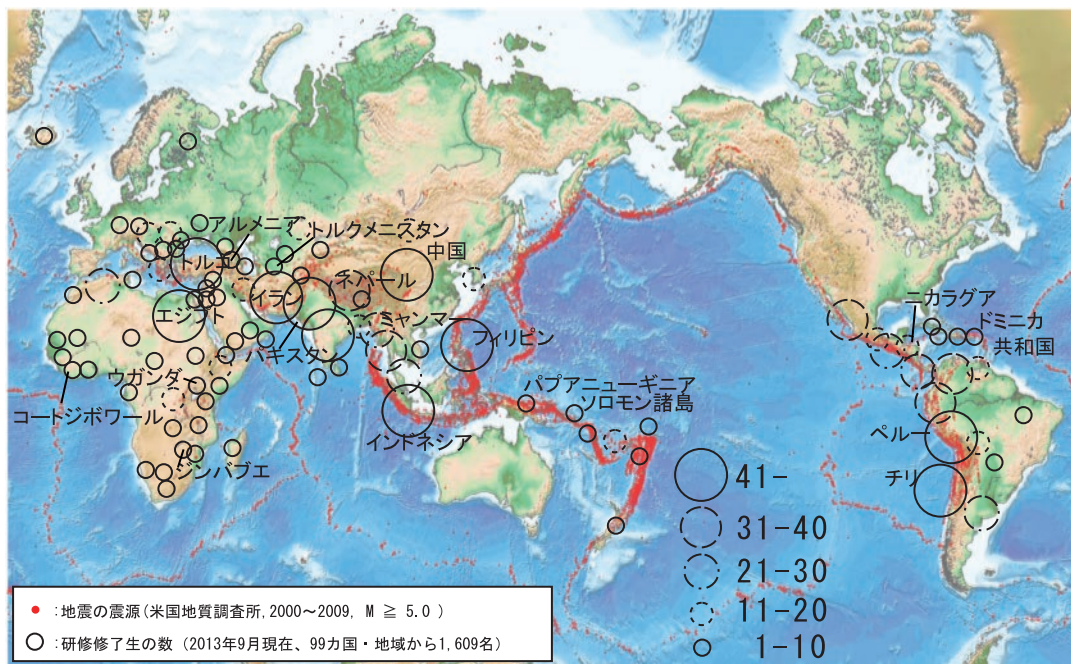 アルメニア
トルクメニスタン
中国
トルコ
ネパール
イラン
エジプト
ミャンマー
パキスタン
フィリピン
ニカラグア
ドミニカ
共和国
ウガンダ
コートジボワール
パプアニューギニア
ソロモン諸島
インドネシア
ジンバブエ
ペルー
チリ
41-
31-40
21-30
11-20
1-10
:地震の震源(米国地質調査所,2000～2009, M ≧ 5.0 )
:研修修了生の数 (2013年9月現在、99カ国・地域から1,609名)